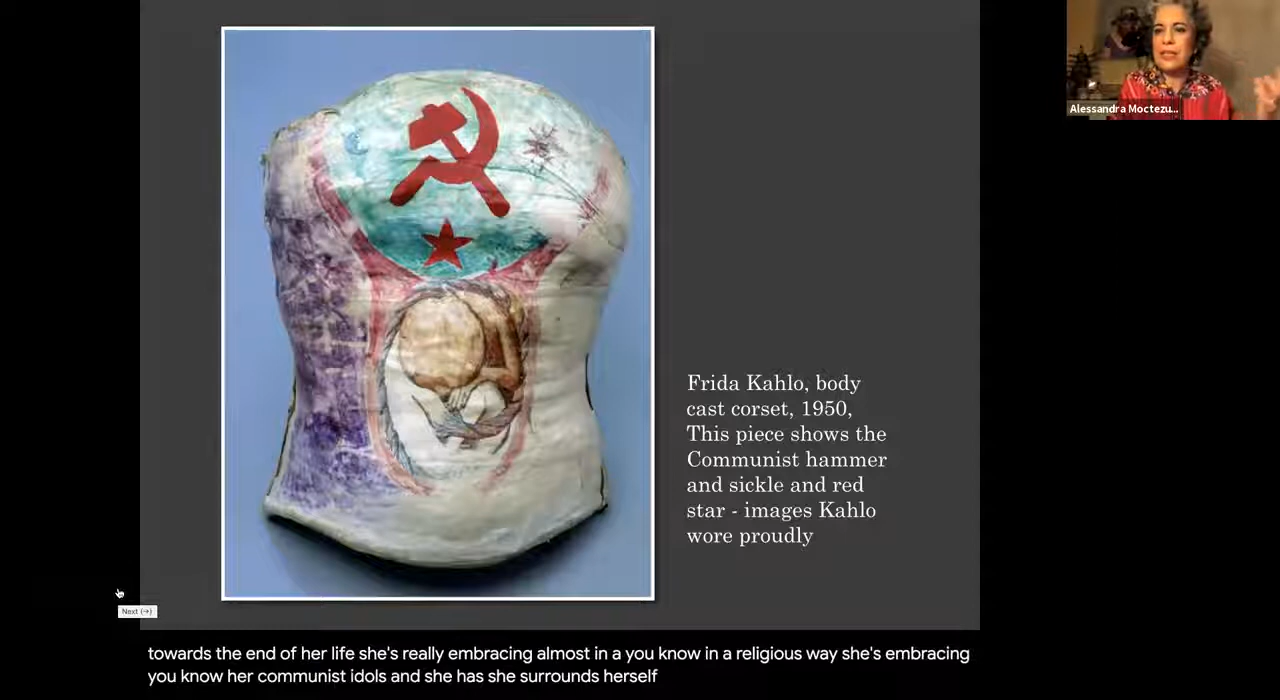 Alessandra Moctezu...
Frida Kahlo, body
cast corset, 1950,
This piece shows the
Communist hammer
and sickle and red
star - images Kahlo
wore proudly
Next (→)
towards the end of her life she's really embracing almost in a you know in a religious way she's embracing
you know her communist idols and she has she surrounds herself